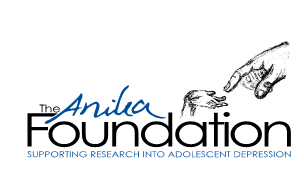 The Anika
Foundation
SUPPORTING RESEARCH INTO ADOLESCENT DEPRESSION